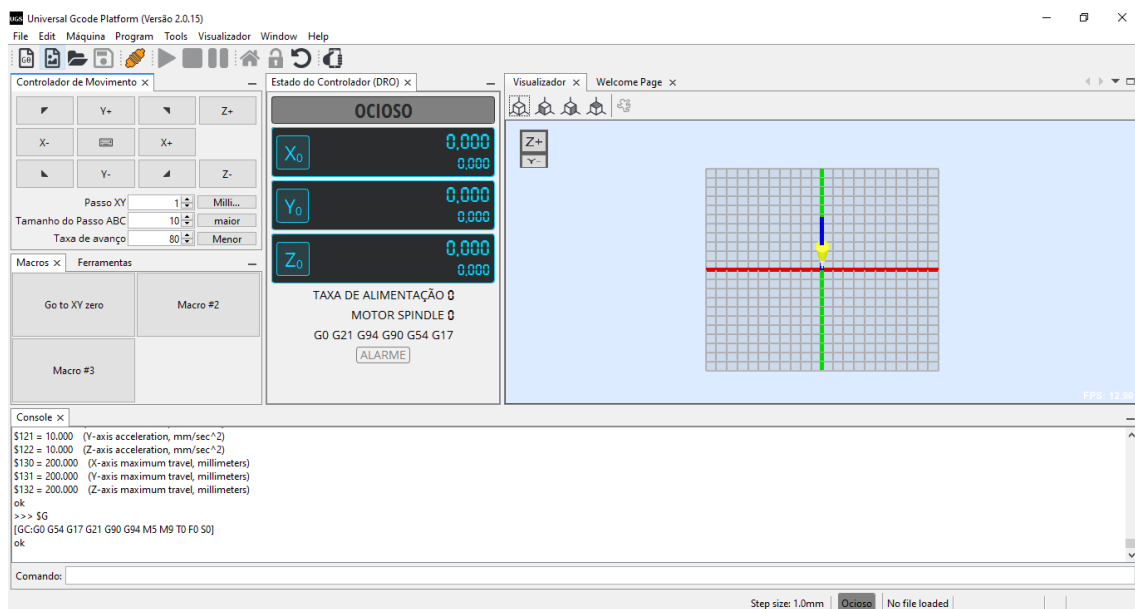 UGS Universal Gcode Platform (Versão 2.0.15)
File Edit Máquina Program Tools Visualizador Window Help
Controlador de Movimento
Y+
Z+
X-
X+
Y-
Z-
Passo XY 1 Milli...
Tamanho do Passo ABC 10 maior
Taxa de avanço 80 Menor
Macros Ferramentas
Go to XY zero
Macro #2
Macro #3
Estado do Controlador (DRO)
OCIOSO
X0 0,000
0,000
Y0 0,000
0,000
Z0 0,000
0,000
TAXA DE ALIMENTAÇÃO 0
MOTOR SPINDLE 0
G0 G21 G94 G90 G54 G17
ALARME
Visualizador Welcome Page
Z+
Y-
FPS: 12,00
Console
$121 = 10.000 (Y-axis acceleration, mm/sec^2)
$122 = 10.000 (Z-axis acceleration, mm/sec^2)
$130 = 200.000 (X-axis maximum travel, millimeters)
$131 = 200.000 (Y-axis maximum travel, millimeters)
$132 = 200.000 (Z-axis maximum travel, millimeters)
ok
>>> $G
[GC:G0 G54 G17 G21 G90 G94 M5 M9 T0 F0 S0]
ok
Comando:
Step size: 1.0mm Ocioso No file loaded